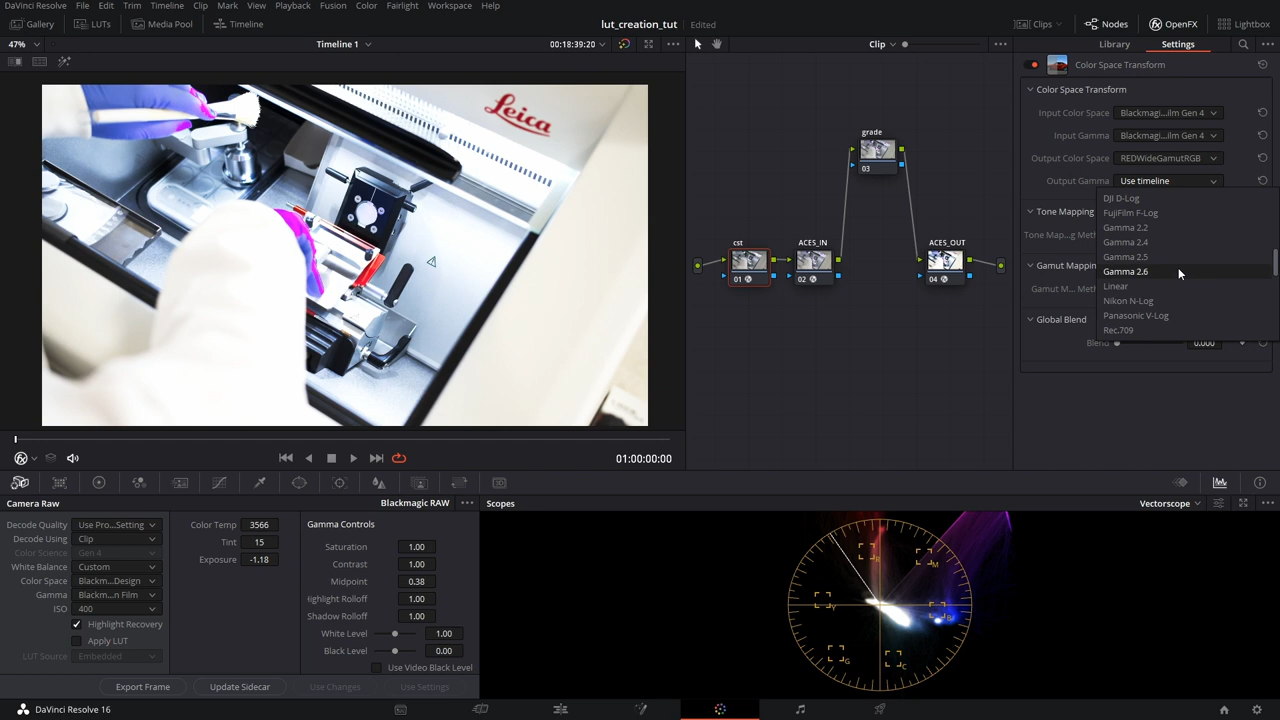 DaVinci Resolve File Edit Trim Timeline Clip Mark View Playback Fusion Color Fairlight Workspace Help
Gallery LUTs Media Pool Timeline lut_creation_tut Edited Clips Nodes OpenFX Lightbox
47% Timeline 1 00:18:39:20 Clip Library Settings
Color Space Transform
Color Space Transform
Input Color Space Blackmagi...ilm Gen 4
Input Gamma Blackmagi...ilm Gen 4
Output Color Space REDWideGamutRGB
Output Gamma Use timeline
DJI D-Log
FujiFilm F-Log
Gamma 2.2
Gamma 2.4
Gamma 2.5
Gamma 2.6
Linear
Nikon N-Log
Panasonic V-Log
Rec.709
Tone Mapping
Tone Map...g Meth
Gamut Mappin
Gamut M... Meth
Global Blend
Blend 0.000
Leica
grade
03
cst
01
ACES_IN
02
ACES_OUT
04
01:00:00:00
Camera Raw Blackmagic RAW
Decode Quality Use Pro...Setting
Decode Using Clip
Color Science Gen 4
White Balance Custom
Color Space Blackm...Design
Gamma Blackm...n Film
ISO 400
Highlight Recovery
Apply LUT
LUT Source Embedded
Color Temp 3566
Tint 15
Exposure -1.18
Gamma Controls
Saturation 1.00
Contrast 1.00
Midpoint 0.38
Highlight Rolloff 1.00
Shadow Rolloff 1.00
White Level 1.00
Black Level 0.00
Use Video Black Level
Export Frame Update Sidecar Use Changes Use Settings
Scopes Vectorscope
R
M
Y
B
G
C
3D
DaVinci Resolve 16